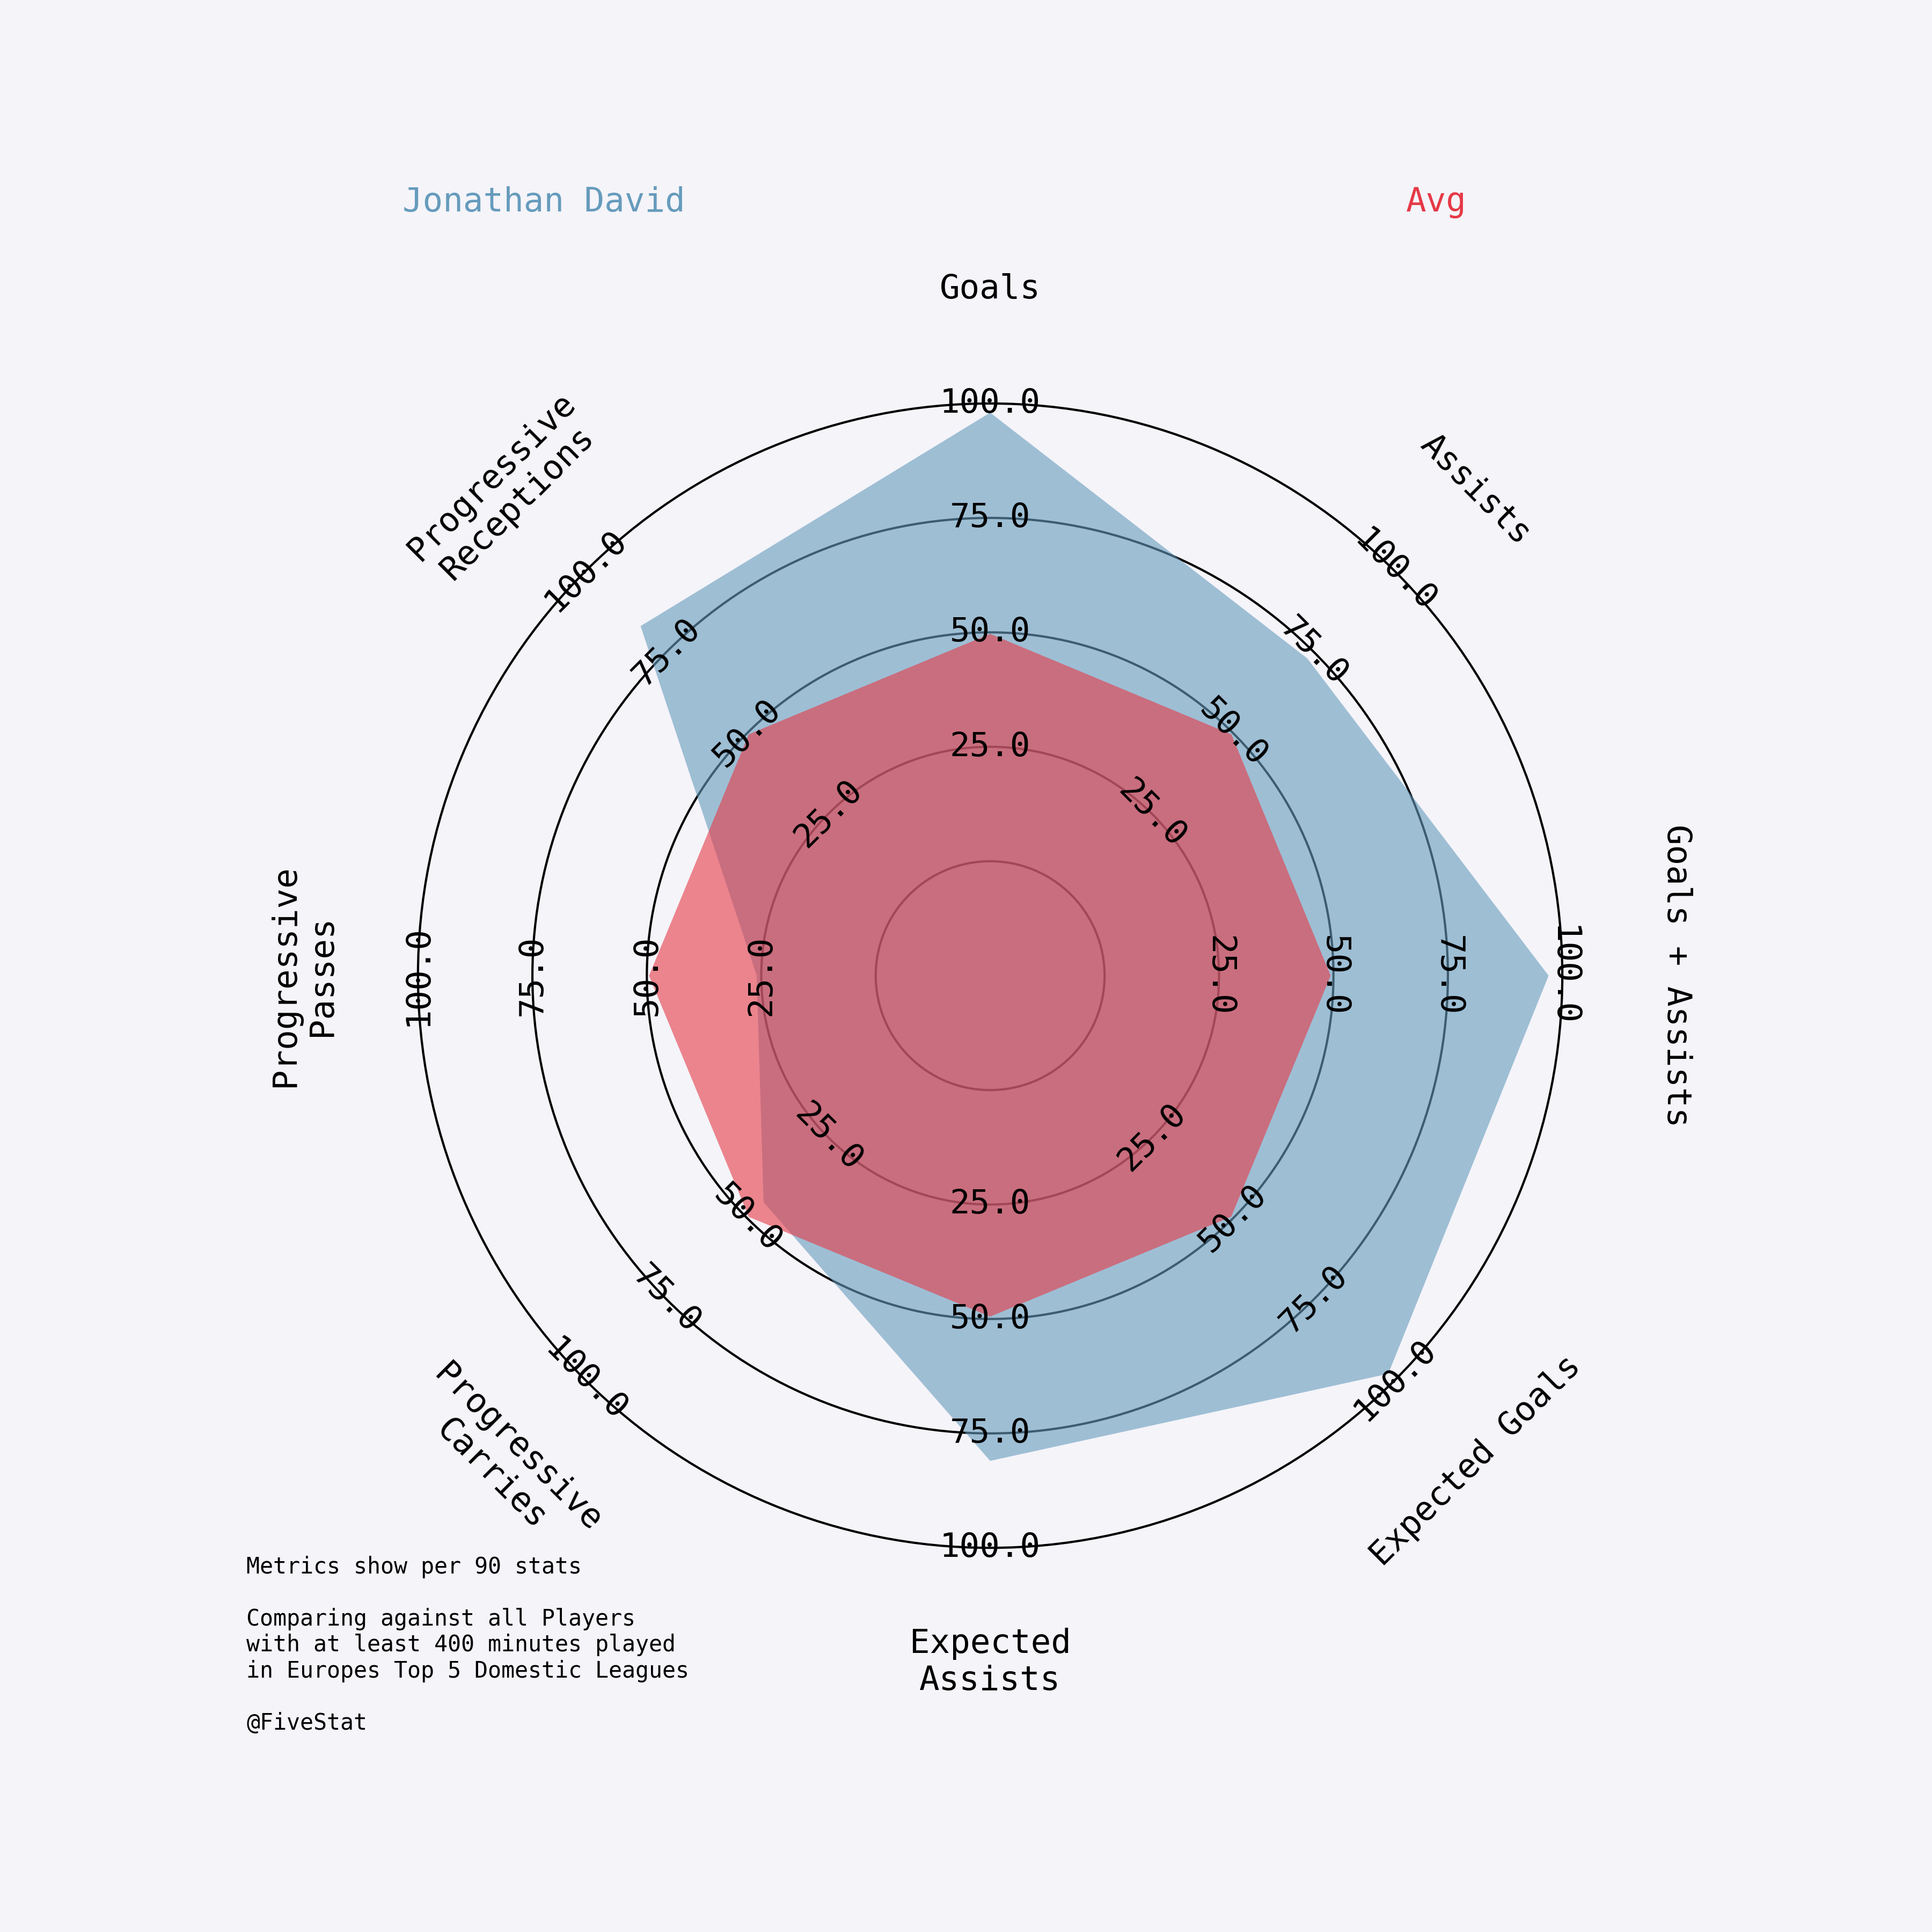 Jonathan David
Avg
Goals
Assists
Goals + Assists
Expected Goals
Expected
Assists
Progressive
Carries
Progressive
Passes
Progressive
Receptions
25.0
50.0
75.0
100.0
25.0
50.0
75.0
100.0
25.0
50.0
75.0
100.0
25.0
50.0
75.0
100.0
25.0
50.0
75.0
100.0
25.0
50.0
75.0
100.0
25.0
50.0
75.0
100.0
25.0
50.0
75.0
100.0
Metrics show per 90 stats
Comparing against all Players
with at least 400 minutes played
in Europes Top 5 Domestic Leagues
@FiveStat